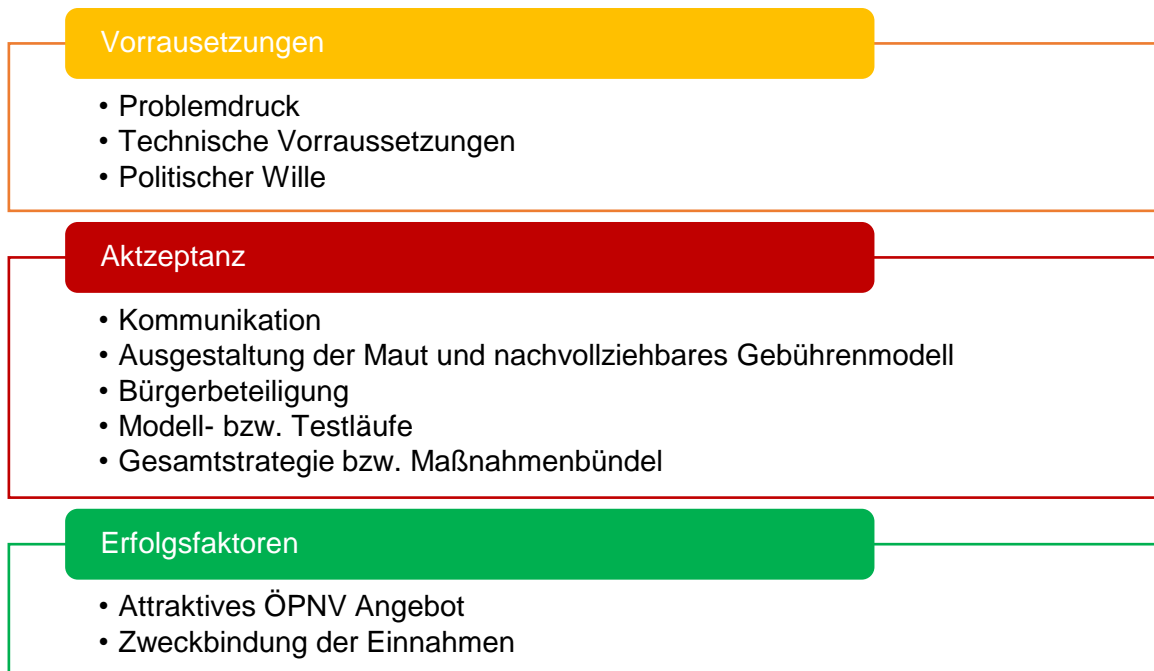 Vorrausetzungen
• Problemdruck
• Technische Vorraussetzungen
• Politischer Wille
Aktzeptanz
• Kommunikation
• Ausgestaltung der Maut und nachvollziehbares Gebührenmodell
• Bürgerbeteiligung
• Modell- bzw. Testläufe
• Gesamtstrategie bzw. Maßnahmenbündel
Erfolgsfaktoren
• Attraktives ÖPNV Angebot
• Zweckbindung der Einnahmen